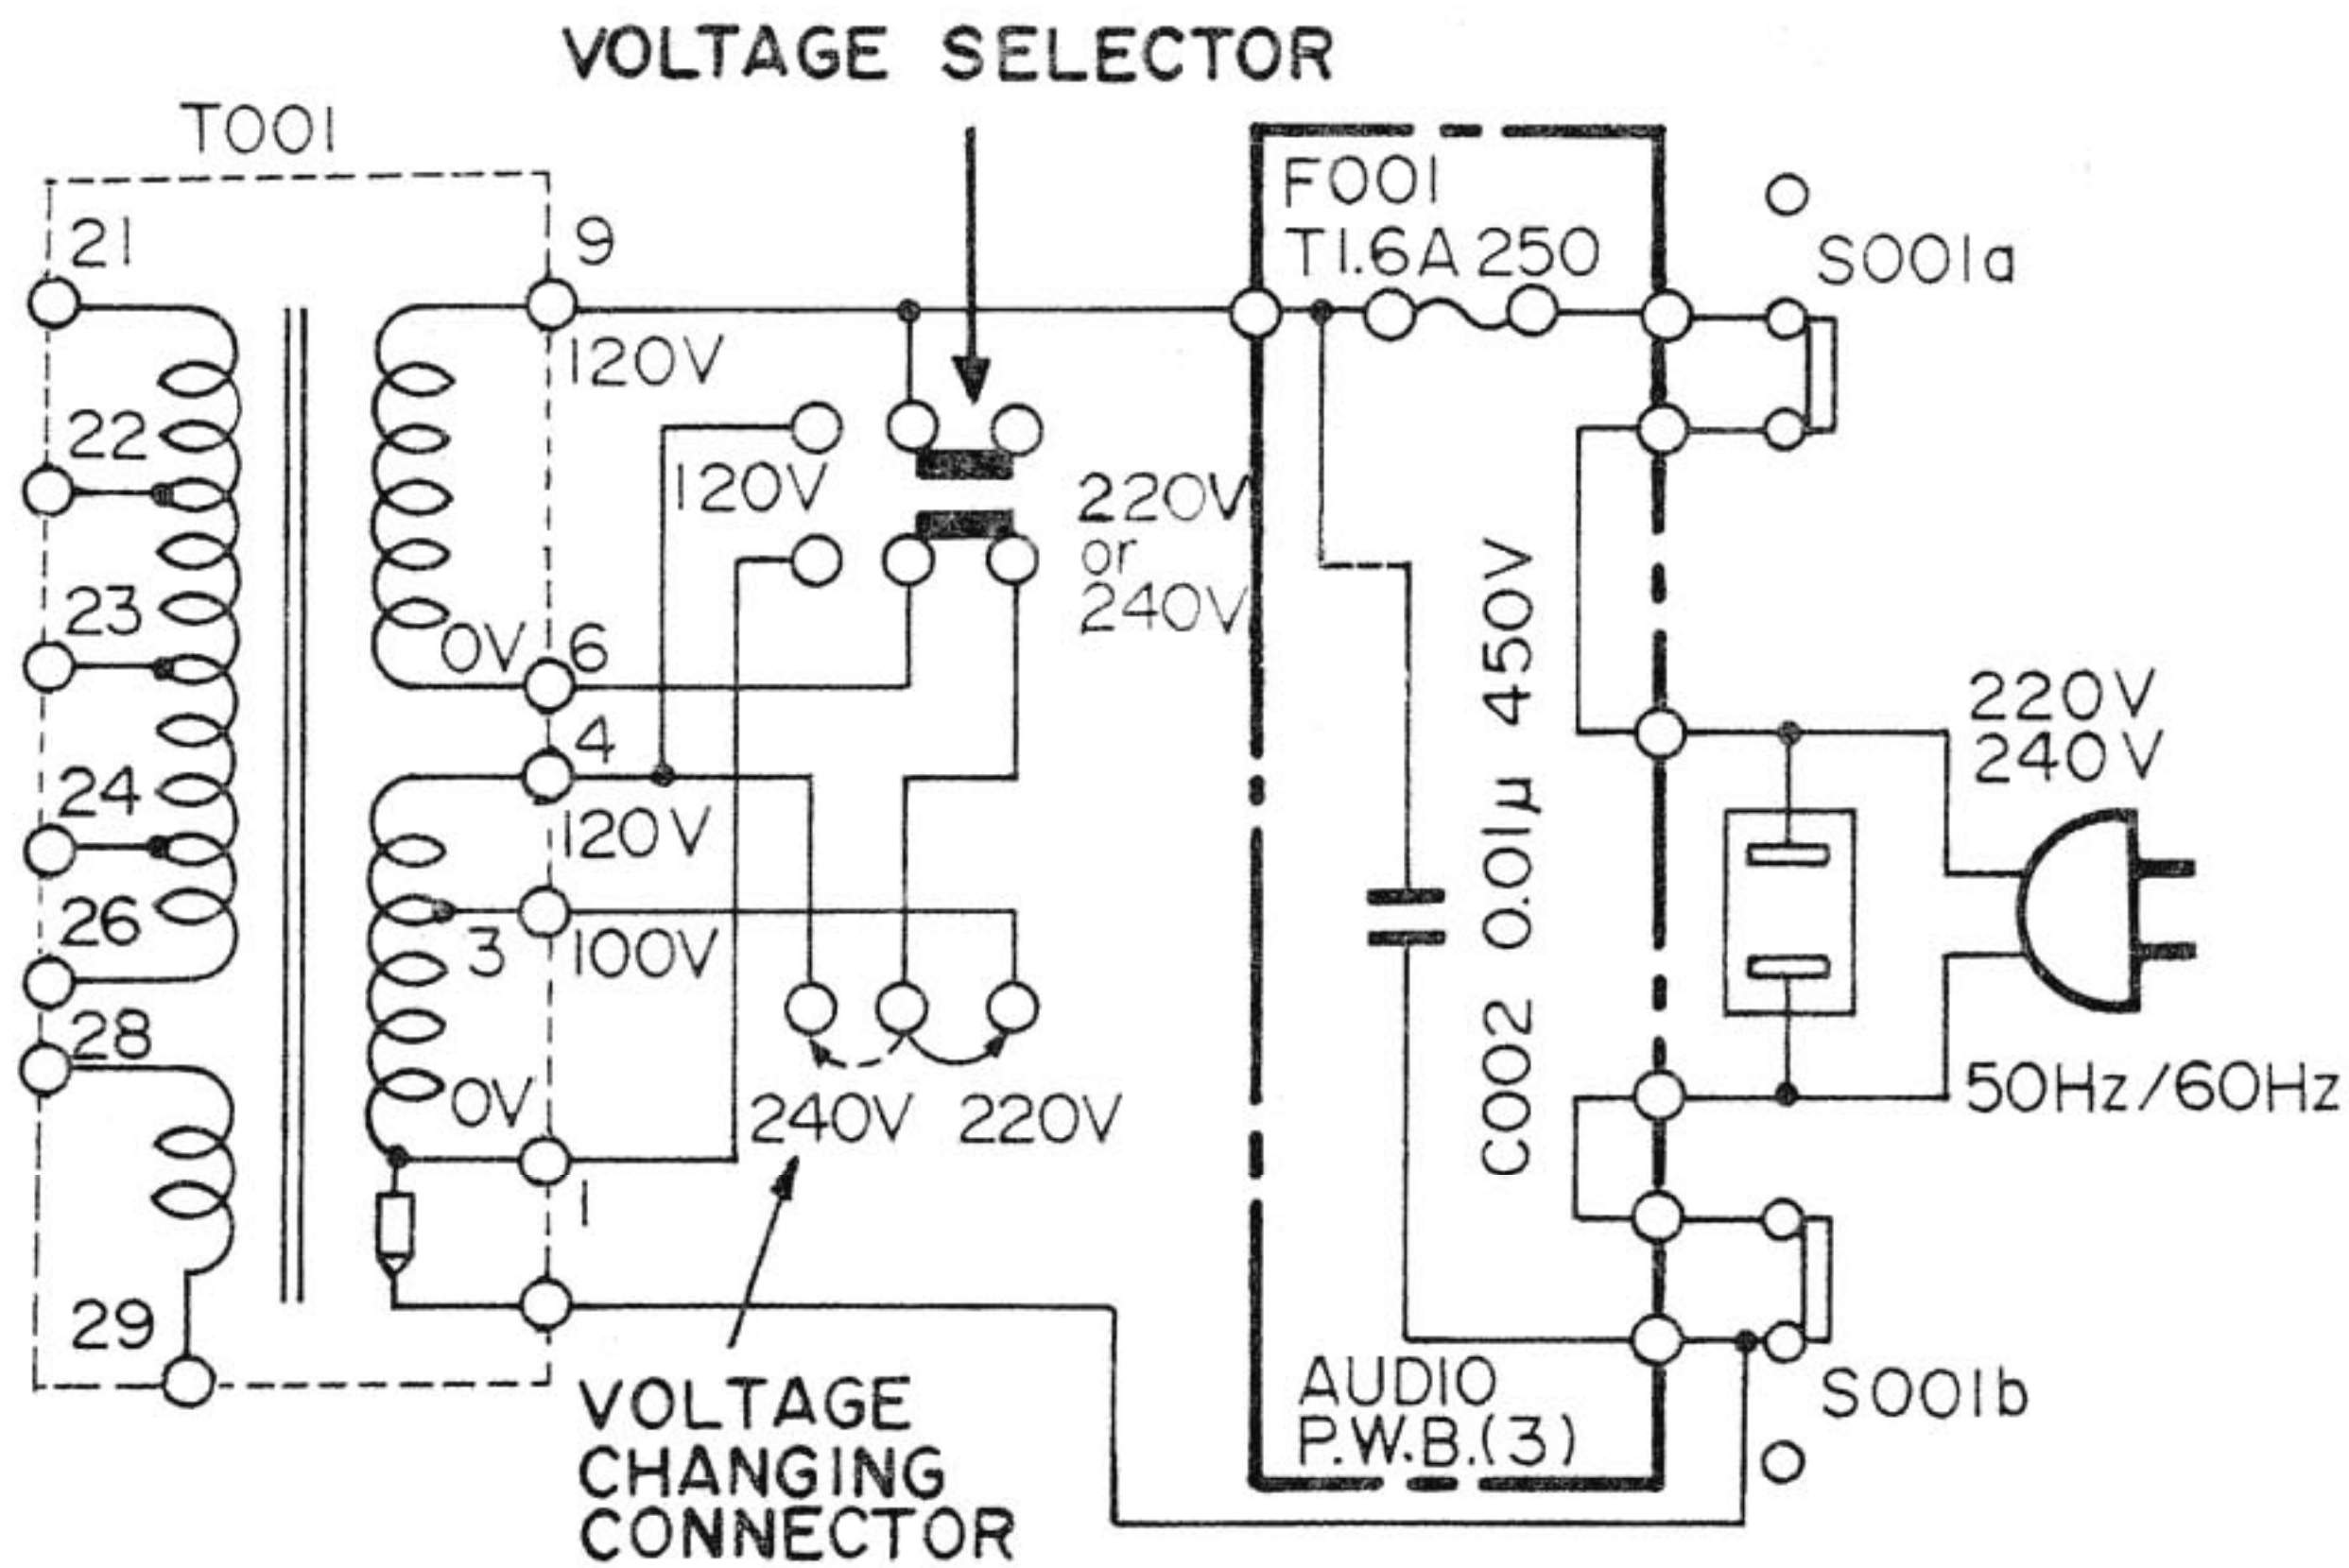 VOLTAGE SELECTOR
T001
21
9
F001
T1.6A 250
S001a
120V
22
120V
220V
or
240V
23
0V
6
4
24
120V
C002 0.01μ 450V
220V
240V
26
3
100V
28
0V
240V
220V
50Hz/60Hz
1
29
AUDIO
P.W.B.(3)
S001b
VOLTAGE
CHANGING
CONNECTOR